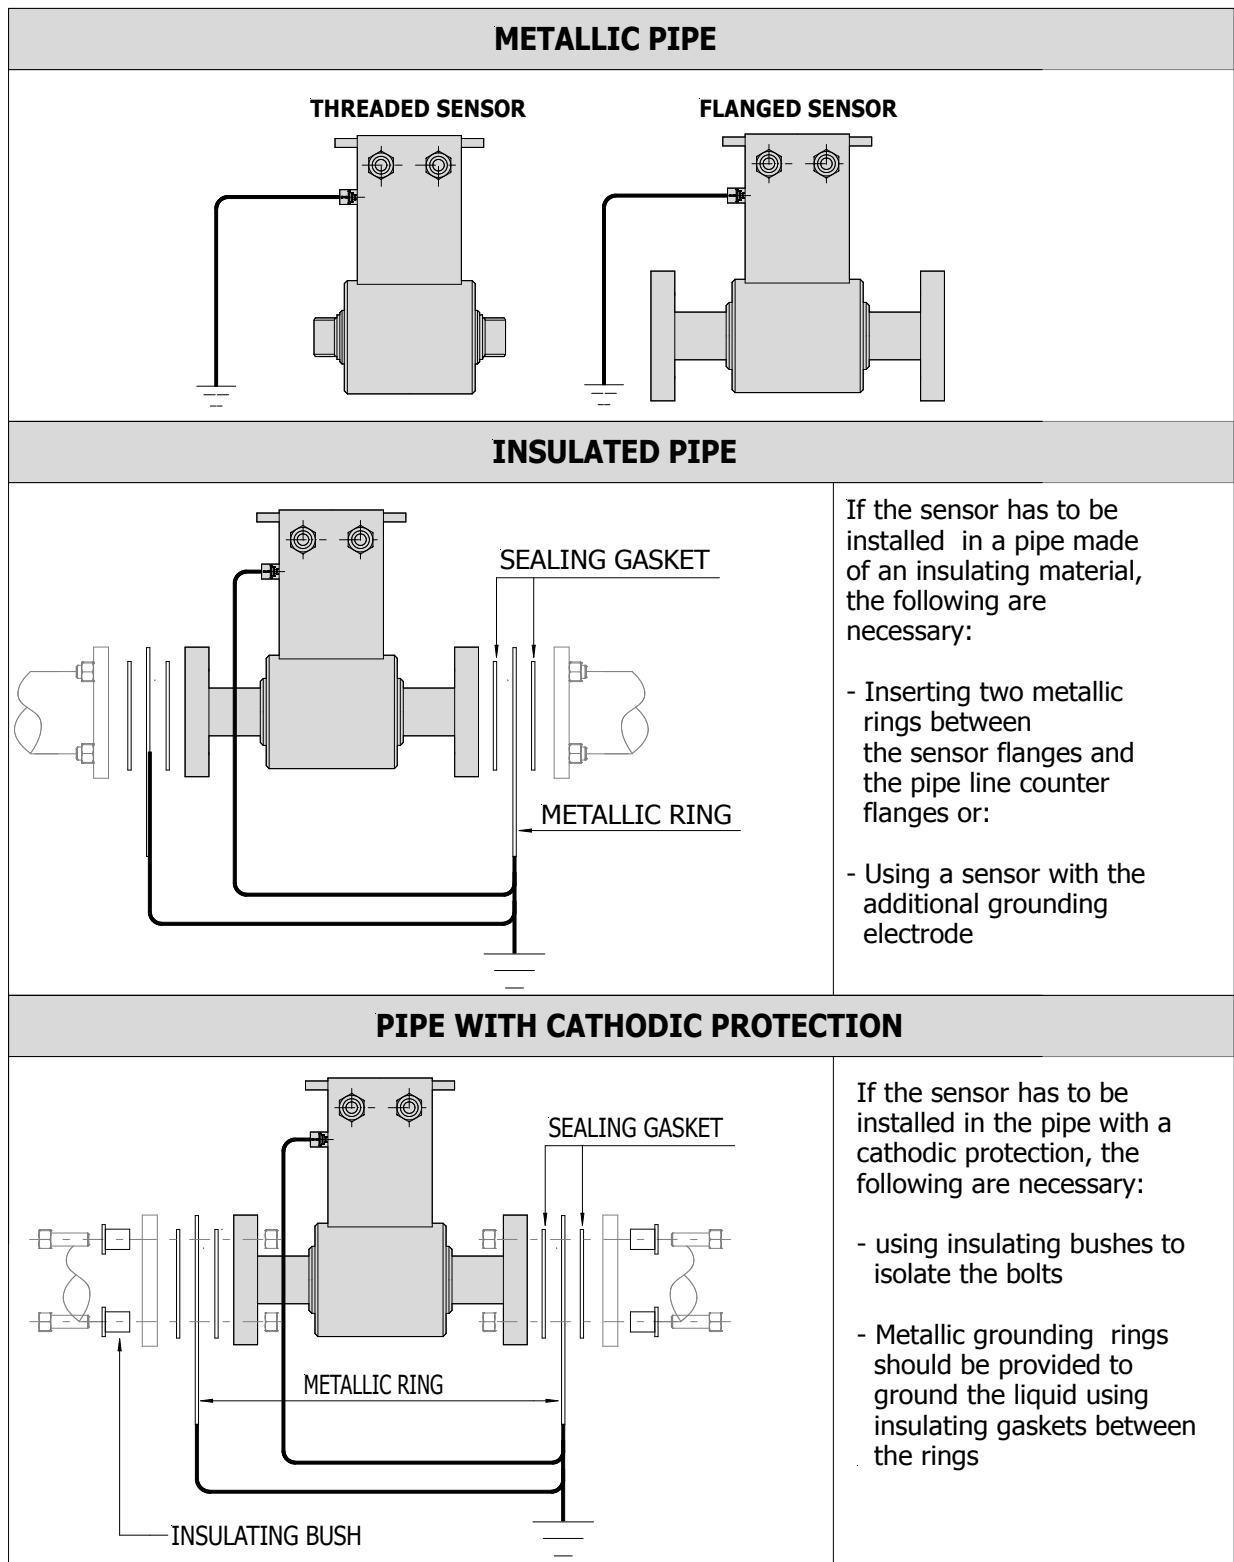 METALLIC PIPE
THREADED SENSOR
FLANGED SENSOR
INSULATED PIPE
SEALING GASKET
METALLIC RING
If the sensor has to be
installed in a pipe made
of an insulating material,
the following are
necessary:
- Inserting two metallic
rings between
the sensor flanges and
the pipe line counter
flanges or:
- Using a sensor with the
additional grounding
electrode
PIPE WITH CATHODIC PROTECTION
SEALING GASKET
METALLIC RING
INSULATING BUSH
If the sensor has to be
installed in the pipe with a
cathodic protection, the
following are necessary:
- using insulating bushes to
isolate the bolts
- Metallic grounding rings
should be provided to
ground the liquid using
insulating gaskets between
the rings